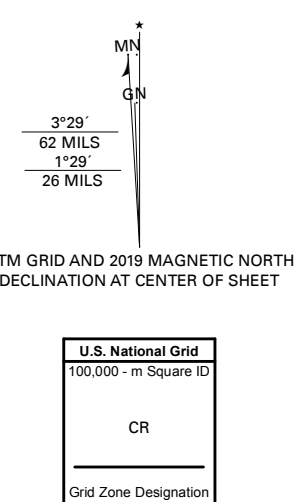 ★
MN
GN
3°29´
62 MILS
1°29´
26 MILS
TM GRID AND 2019 MAGNETIC NORTH
DECLINATION AT CENTER OF SHEET
U.S. National Grid
100,000 - m Square ID
CR
Grid Zone Designation